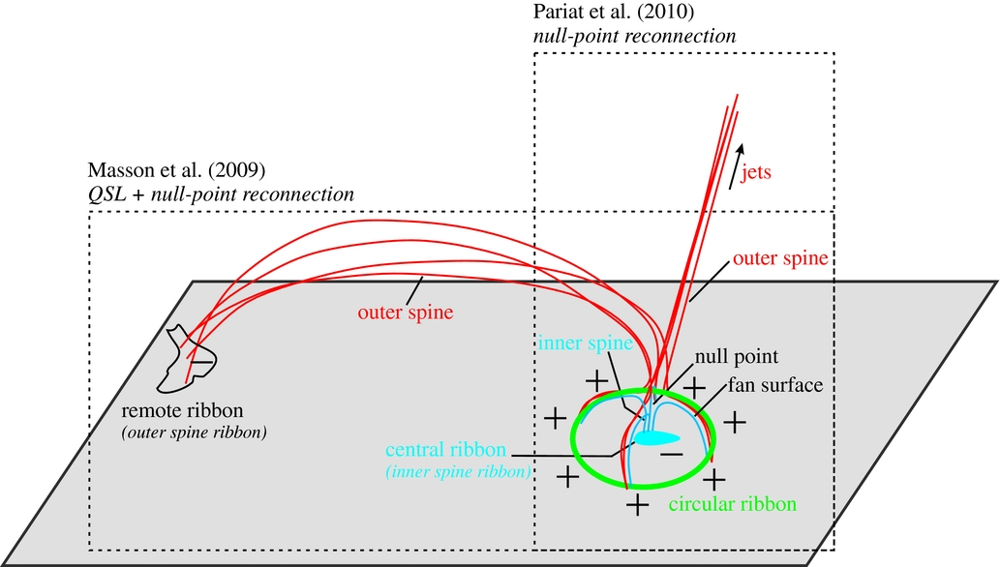 Pariat et al. (2010)
null-point reconnection
Masson et al. (2009)
QSL + null-point reconnection
jets
outer spine
outer spine
inner spine
null point
fan surface
+
+
+
+
+
+
+
−
−
remote ribbon
(outer spine ribbon)
central ribbon
(inner spine ribbon)
circular ribbon